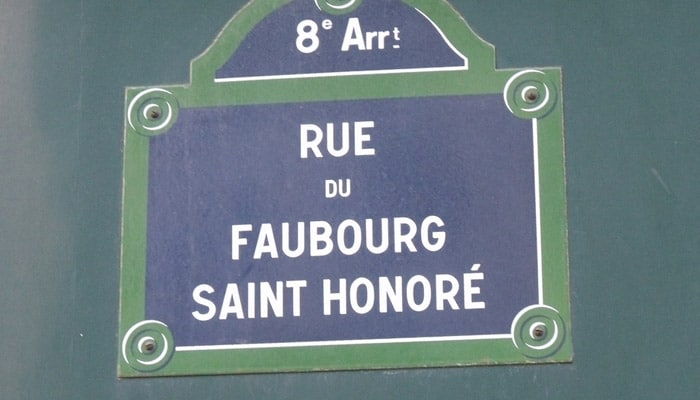 8e Arrt
RUE
DU
FAUBOURG
SAINT HONORÉ